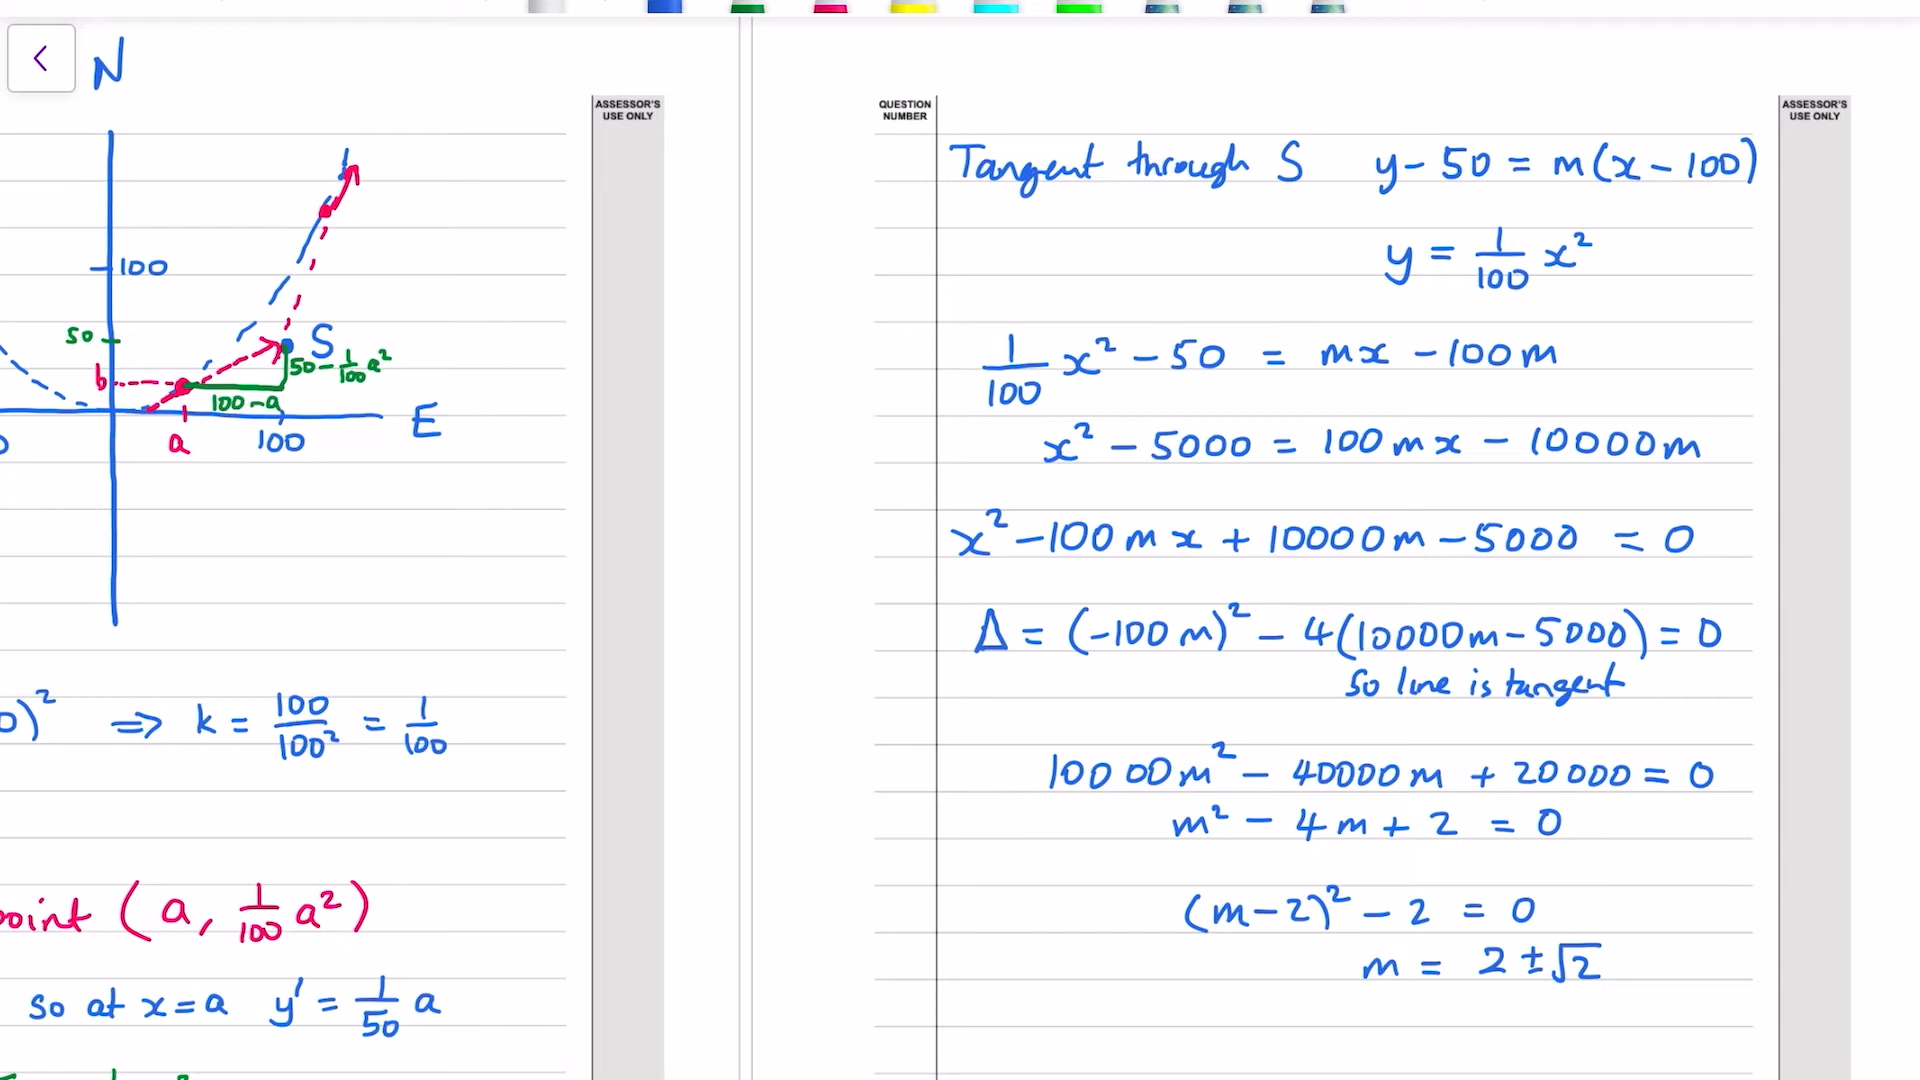 N
100
50
S
50 - 1/100 a²
b
100-a
E
a
100
0)² ⇒ k = 100/100² = 1/100
point (a, 1/100 a²)
so at x=a y' = 1/50 a
ASSESSOR'S
USE ONLY
QUESTION
NUMBER
Tangent through S y-50 = m(x-100)
y = 1/100 x²
1/100 x² - 50 = mx - 100m
x² - 5000 = 100mx - 10000m
x² - 100mx + 10000m - 5000 = 0
Δ = (-100m)² - 4(10000m - 5000) = 0
so line is tangent
10000m² - 40000m + 20000 = 0
m² - 4m + 2 = 0
(m-2)² - 2 = 0
m = 2 ± √2
ASSESSOR'S
USE ONLY